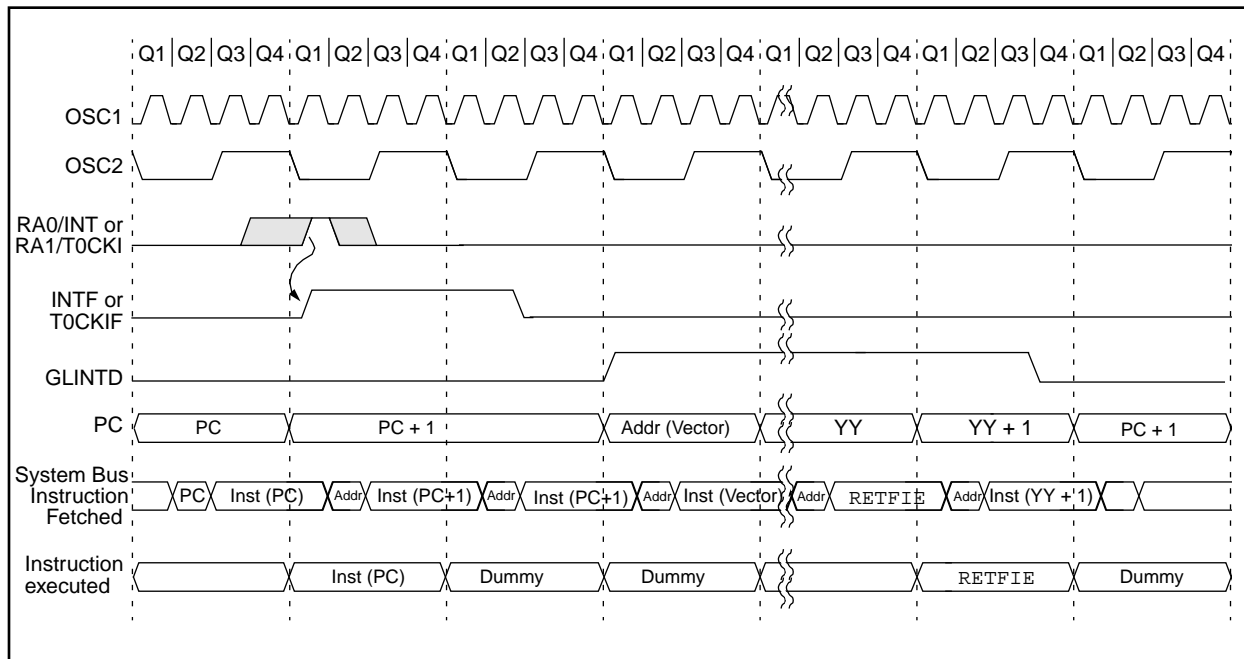 Q1 | Q2 | Q3 | Q4 | Q1 | Q2 | Q3 | Q4 | Q1 | Q2 | Q3 | Q4 | Q1 | Q2 | Q3 | Q4 | Q1 | Q2 | Q3 | Q4 | Q1 | Q2 | Q3 | Q4 | Q1 | Q2 | Q3 | Q4
OSC1
OSC2
RA0/INT or
RA1/T0CKI
INTF or
T0CKIF
GLINTD
PC PC PC + 1 Addr (Vector) YY YY + 1 PC + 1
System Bus
Instruction
Fetched
PC Inst (PC) Addr Inst (PC+1) Addr Inst (PC+1) Addr Inst (Vector) Addr RETFIE Addr Inst (YY + 1)
Instruction
executed
Inst (PC) Dummy Dummy RETFIE Dummy